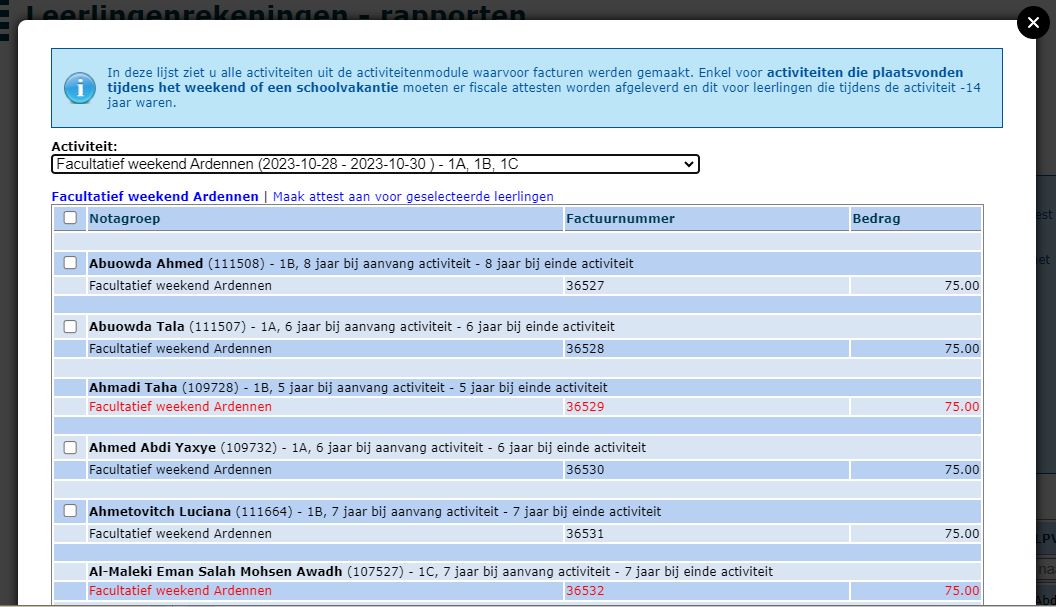 Leerlingenrekeningen - rapporten
In deze lijst ziet u alle activiteiten uit de activiteitenmodule waarvoor facturen werden gemaakt. Enkel voor activiteiten die plaatsvonden
tijdens het weekend of een schoolvakantie moeten er fiscale attesten worden afgeleverd en dit voor leerlingen die tijdens de activiteit -14
jaar waren.
Activiteit:
Facultatief weekend Ardennen (2023-10-28 - 2023-10-30 ) - 1A, 1B, 1C
Facultatief weekend Ardennen | Maak attest aan voor geselecteerde leerlingen
Notagroep Factuurnummer Bedrag
Abuowda Ahmed (111508) - 1B, 8 jaar bij aanvang activiteit - 8 jaar bij einde activiteit
Facultatief weekend Ardennen 36527 75.00
Abuowda Tala (111507) - 1A, 6 jaar bij aanvang activiteit - 6 jaar bij einde activiteit
Facultatief weekend Ardennen 36528 75.00
Ahmadi Taha (109728) - 1B, 5 jaar bij aanvang activiteit - 5 jaar bij einde activiteit
Facultatief weekend Ardennen 36529 75.00
Ahmed Abdi Yaxye (109732) - 1A, 6 jaar bij aanvang activiteit - 6 jaar bij einde activiteit
Facultatief weekend Ardennen 36530 75.00
Ahmetovitch Luciana (111664) - 1B, 7 jaar bij aanvang activiteit - 7 jaar bij einde activiteit
Facultatief weekend Ardennen 36531 75.00
Al-Maleki Eman Salah Mohsen Awadh (107527) - 1C, 7 jaar bij aanvang activiteit - 7 jaar bij einde activiteit
Facultatief weekend Ardennen 36532 75.00